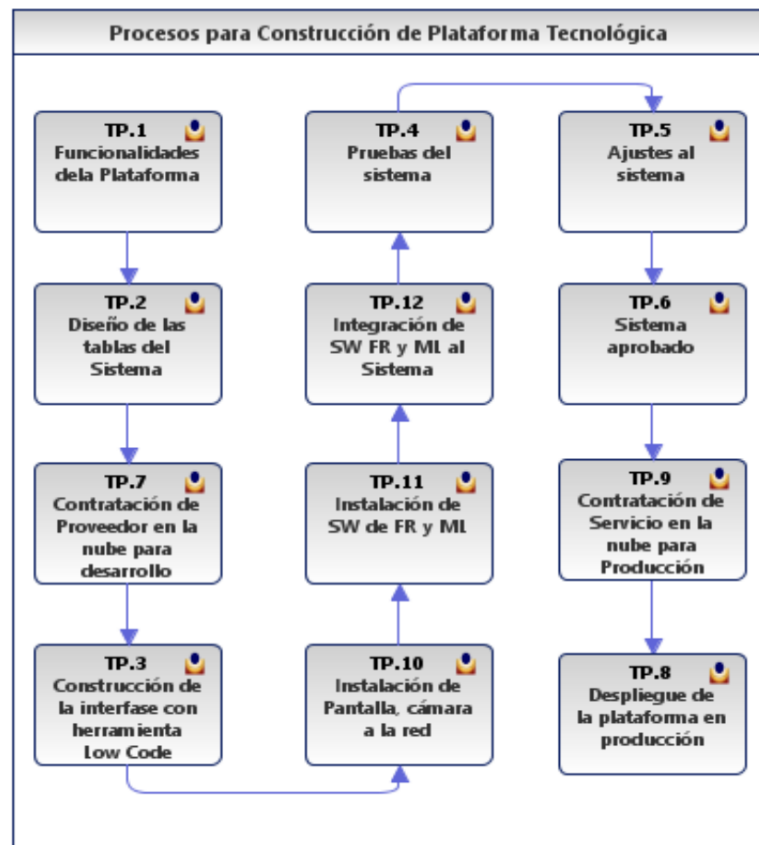 Procesos para Construcción de Plataforma Tecnológica
TP.1
Funcionalidades
dela Plataforma
TP.2
Diseño de las
tablas del
Sistema
TP.7
Contratación de
Proveedor en la
nube para
desarrollo
TP.3
Construcción de
la interfase con
herramienta
Low Code
TP.10
Instalación de
Pantalla, cámara
a la red
TP.11
Instalación de
SW de FR y ML
TP.12
Integración de
SW FR y ML al
Sistema
TP.4
Pruebas del
sistema
TP.5
Ajustes al
sistema
TP.6
Sistema
aprobado
TP.9
Contratación de
Servicio en la
nube para
Producción
TP.8
Despliegue de
la plataforma en
producción